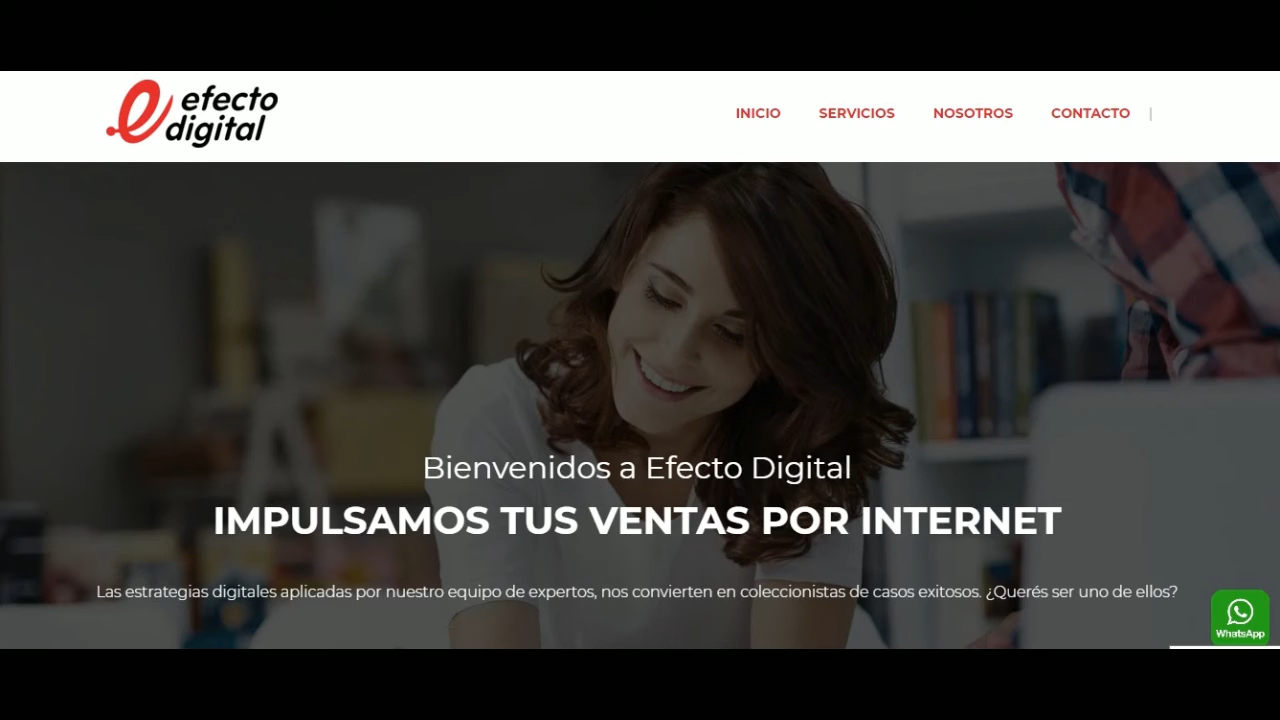 efecto
digital
INICIO SERVICIOS NOSOTROS CONTACTO |
Bienvenidos a Efecto Digital
IMPULSAMOS TUS VENTAS POR INTERNET
Las estrategias digitales aplicadas por nuestro equipo de expertos, nos convierten en coleccionistas de casos exitosos. ¿Querés ser uno de ellos?
WhatsApp